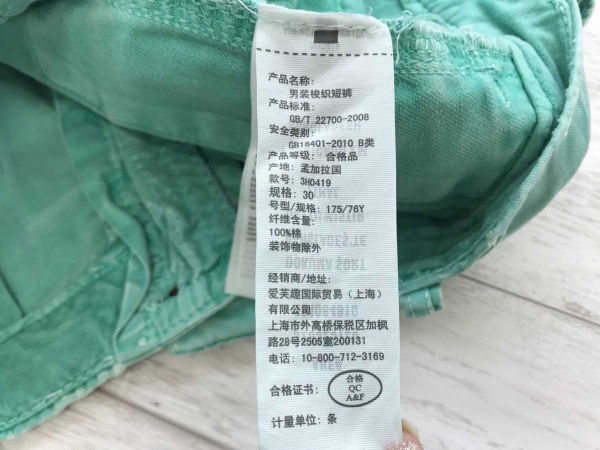 产品名称:
男装梭织短裤
产品标准:
GB/T 22700-2008
安全类别:
GB18401-2010 B类
产品等级: 合格品
产地: 孟加拉国
款号: 3H0419
规格: 30
号型/规格: 175/76Y
纤维含量:
100%棉
装饰物除外
经销商/地址:
爱芙趣国际贸易（上海）
有限公司
上海市外高桥保税区加枫
路28号2505室200131
电话: 10-800-712-3169
合格证书:
合格
QC
A&F
计量单位: 条